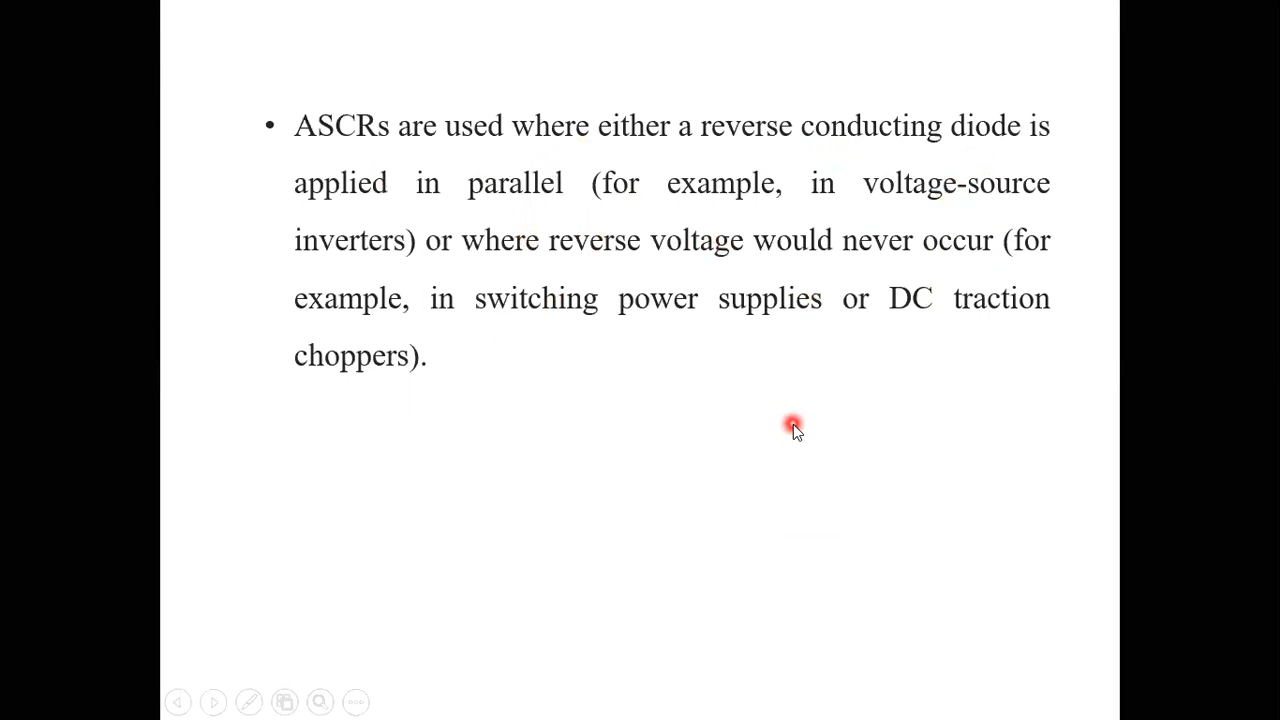 • ASCRs are used where either a reverse conducting diode is
applied in parallel (for example, in voltage-source
inverters) or where reverse voltage would never occur (for
example, in switching power supplies or DC traction
choppers).